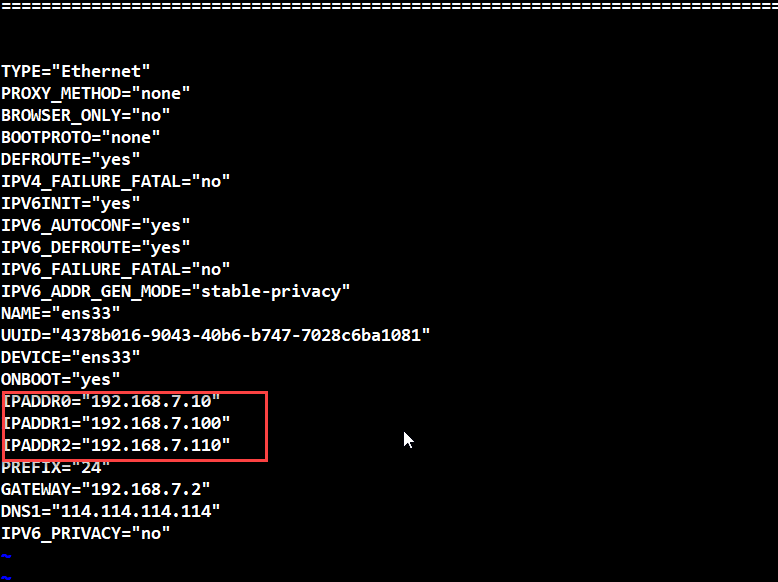 ==============================================================================
TYPE="Ethernet"
PROXY_METHOD="none"
BROWSER_ONLY="no"
BOOTPROTO="none"
DEFROUTE="yes"
IPV4_FAILURE_FATAL="no"
IPV6INIT="yes"
IPV6_AUTOCONF="yes"
IPV6_DEFROUTE="yes"
IPV6_FAILURE_FATAL="no"
IPV6_ADDR_GEN_MODE="stable-privacy"
NAME="ens33"
UUID="4378b016-9043-40b6-b747-7028c6ba1081"
DEVICE="ens33"
ONBOOT="yes"
IPADDR0="192.168.7.10"
IPADDR1="192.168.7.100"
IPADDR2="192.168.7.110"
PREFIX="24"
GATEWAY="192.168.7.2"
DNS1="114.114.114.114"
IPV6_PRIVACY="no"
~
~